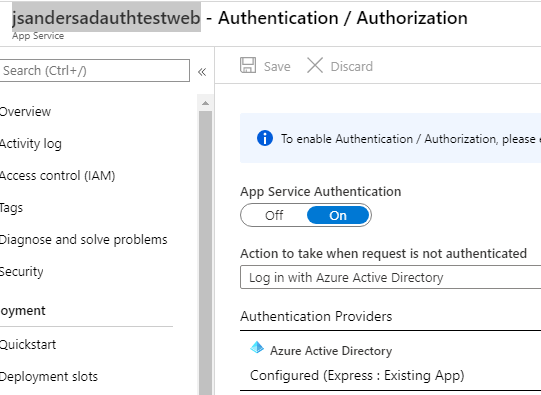 jsandersadauthtestweb - Authentication / Authorization
App Service
Search (Ctrl+/)
«
Save
Discard
Overview
Activity log
Access control (IAM)
Tags
Diagnose and solve problems
Security
oyment
Quickstart
Deployment slots
To enable Authentication / Authorization, please e
App Service Authentication
Off
On
Action to take when request is not authenticated
Log in with Azure Active Directory
Authentication Providers
Azure Active Directory
Configured (Express : Existing App)